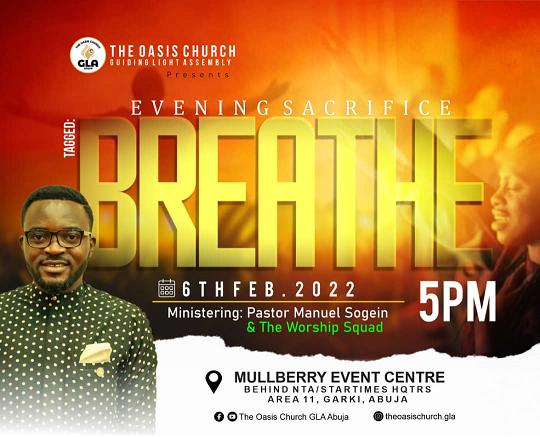 THE OASIS CHURCH
GUIDING LIGHT ASSEMBLY
GLA
Presents
EVENING SACRIFICE
TAGGED:
BREATHE
6THFEB.2022
5PM
Ministering: Pastor Manuel Sogein
& The Worship Squad
MULLBERRY EVENT CENTRE
BEHIND NTA/STARTIMES HQTRS
AREA 11, GARKI, ABUJA
The Oasis Church GLA Abuja theoasischurch.gla